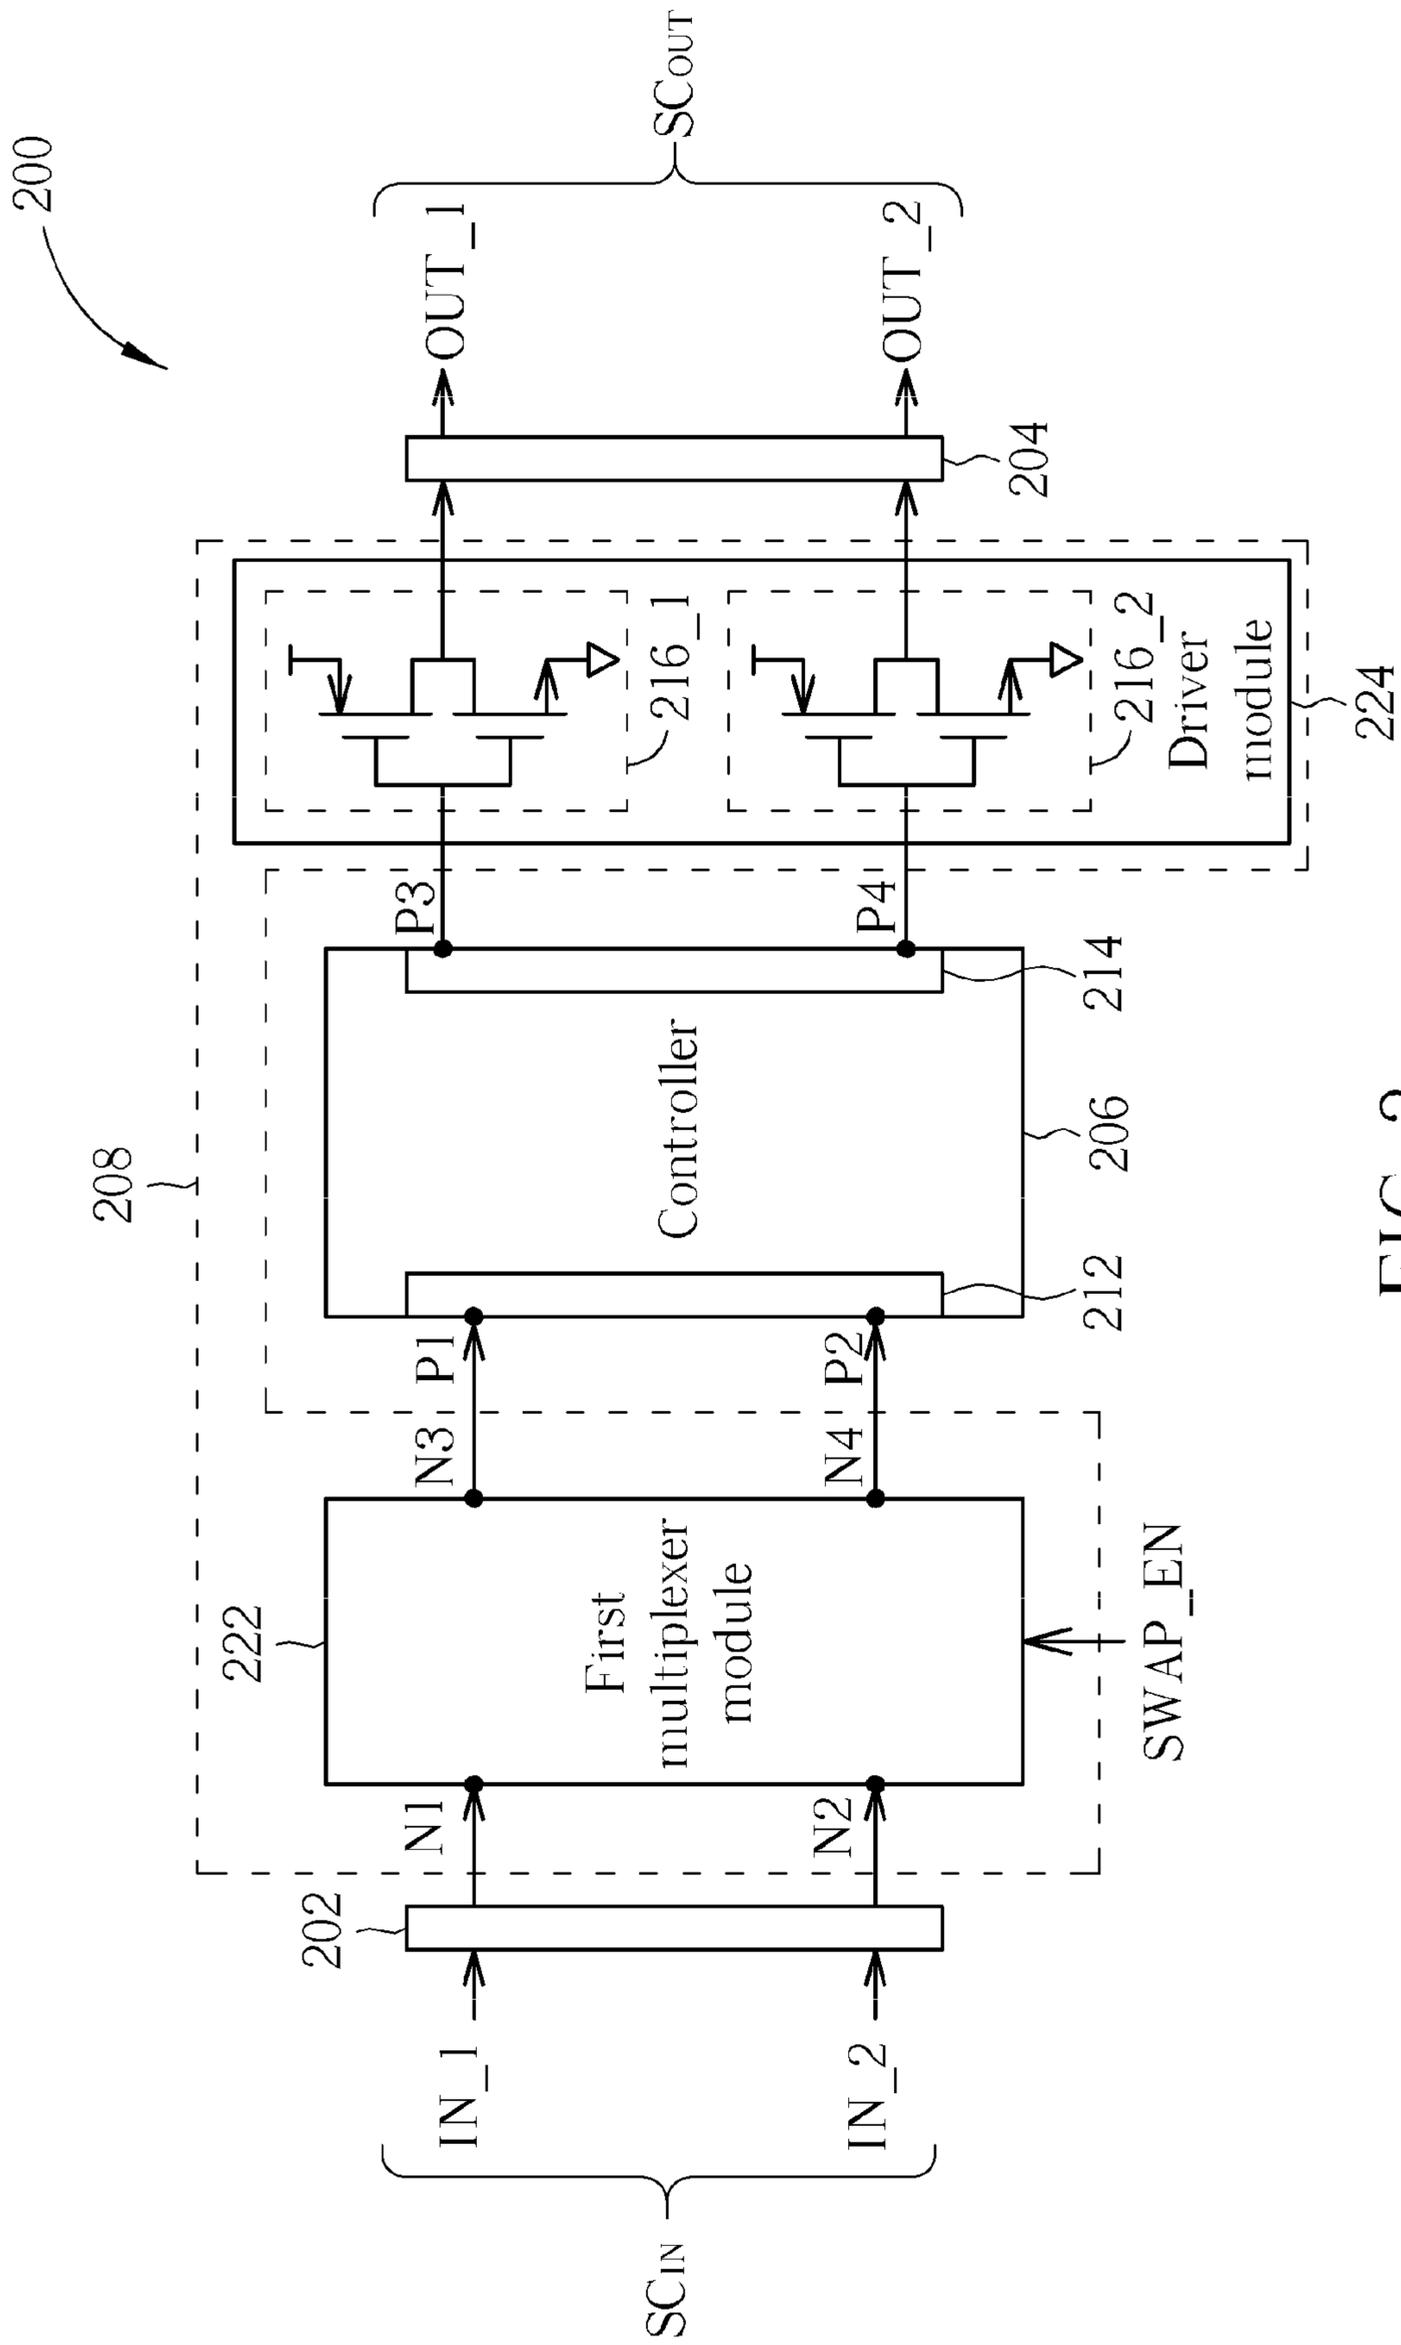 200
208
222
202
SCIN
IN_1
IN_2
N1
N2
First
multiplexer
module
SWAP_EN
N3
N4
P1
P2
212
Controller
206
214
P3
P4
216_1
216_2
Driver
module
224
204
OUT_1
OUT_2
SCOUT